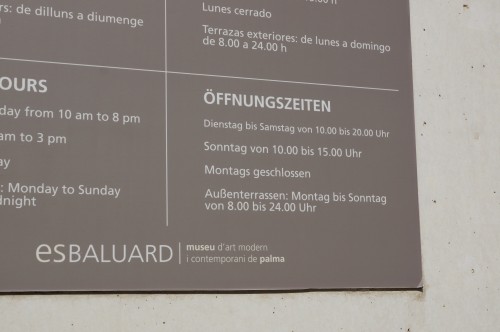 rs: de dilluns a diumenge
Lunes cerrado
Terrazas exteriores: de lunes a domingo
de 8.00 a 24.00 h
OURS
day from 10 am to 8 pm
am to 3 pm
ay
: Monday to Sunday
dnight
ÖFFNUNGSZEITEN
Dienstag bis Samstag von 10.00 bis 20.00 Uhr
Sonntag von 10.00 bis 15.00 Uhr
Montags geschlossen
Außenterrassen: Montag bis Sonntag
von 8.00 bis 24.00 Uhr
esBALUARD
museu d'art modern
i contemporani de palma